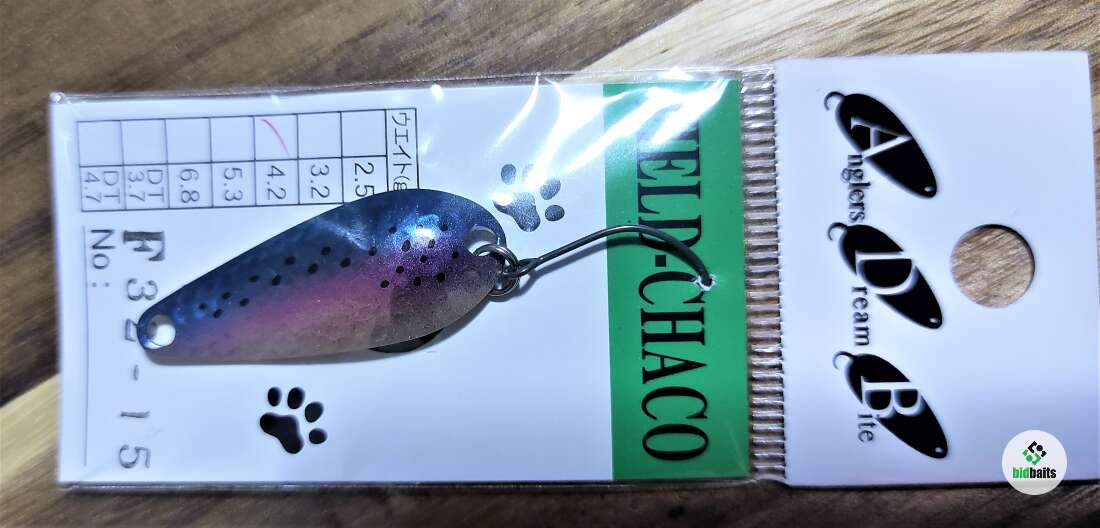 Anglers
Dream
Bite
FIELD-CHACO
ウエイト(g
2.5
3.2
4.2
5.3
6.8
DT
3.7
DT
4.7
No: F32-15
bidbaits